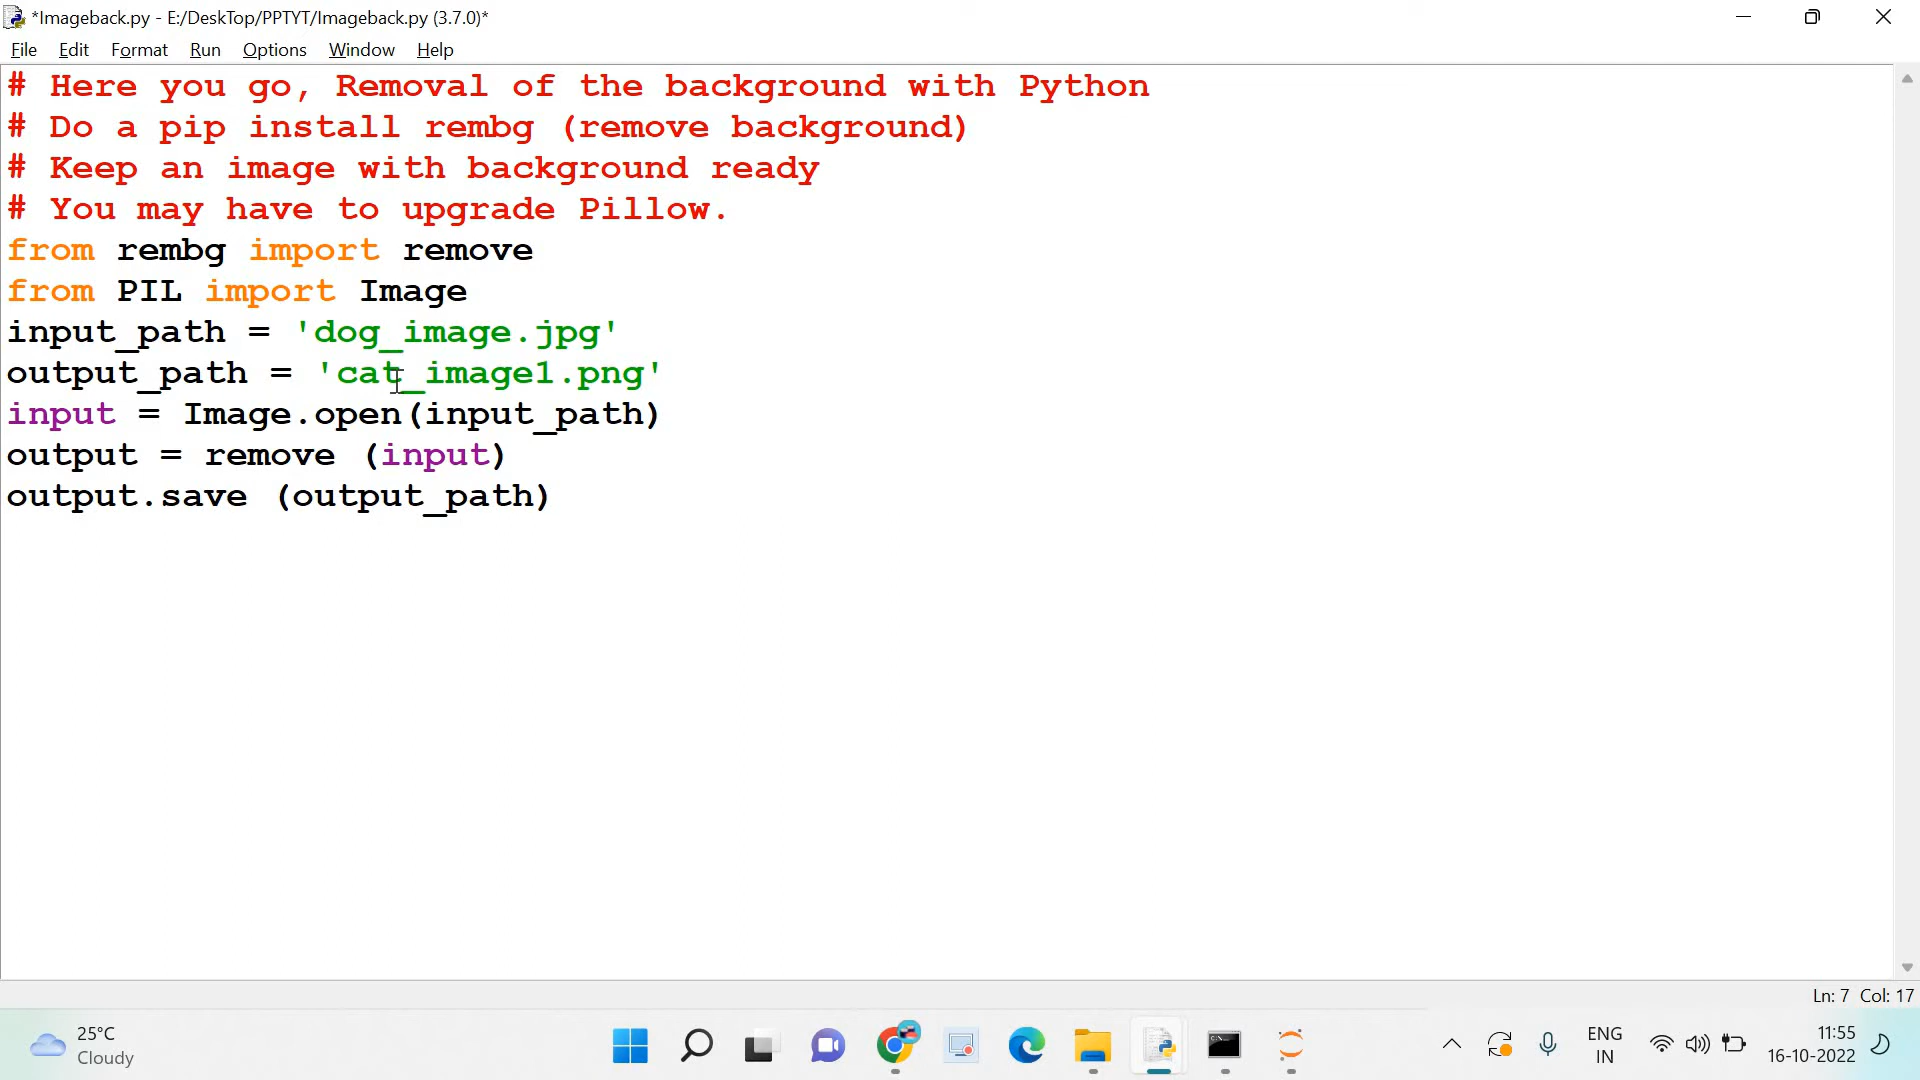 *Imageback.py - E:/DeskTop/PPTYT/Imageback.py (3.7.0)*
File Edit Format Run Options Window Help
# Here you go, Removal of the background with Python
# Do a pip install rembg (remove background)
# Keep an image with background ready
# You may have to upgrade Pillow.
from rembg import remove
from PIL import Image
input_path = 'dog_image.jpg'
output_path = 'cat_image1.png'
input = Image.open(input_path)
output = remove (input)
output.save (output_path)
Ln: 7 Col: 17
25°C
Cloudy
ENG
IN
11:55
16-10-2022